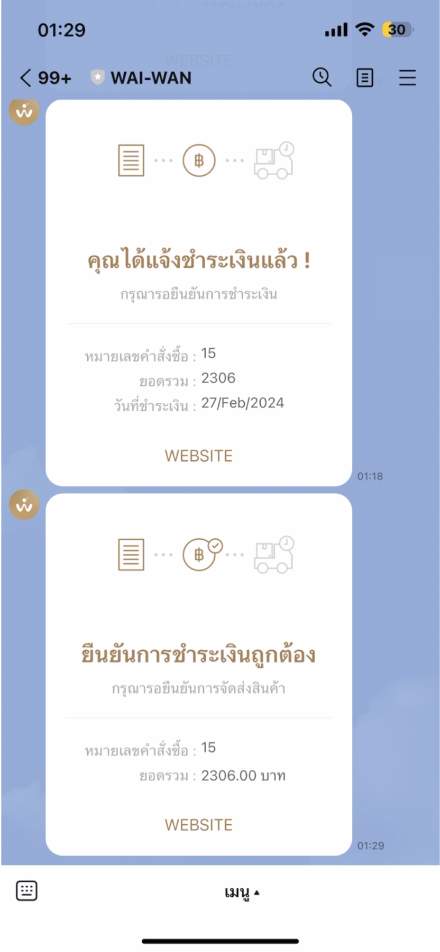 01:29
30
99+ WAI-WAN
WEBSITE
คุณได้แจ้งชำระเงินแล้ว !
กรุณารอยืนยันการชำระเงิน
หมายเลขคำสั่งซื้อ : 15
ยอดรวม : 2306
วันที่ชำระเงิน : 27/Feb/2024
WEBSITE
01:18
ยืนยันการชำระเงินถูกต้อง
กรุณารอยืนยันการจัดส่งสินค้า
หมายเลขคำสั่งซื้อ : 15
ยอดรวม : 2306.00 บาท
WEBSITE
01:29
เมนู